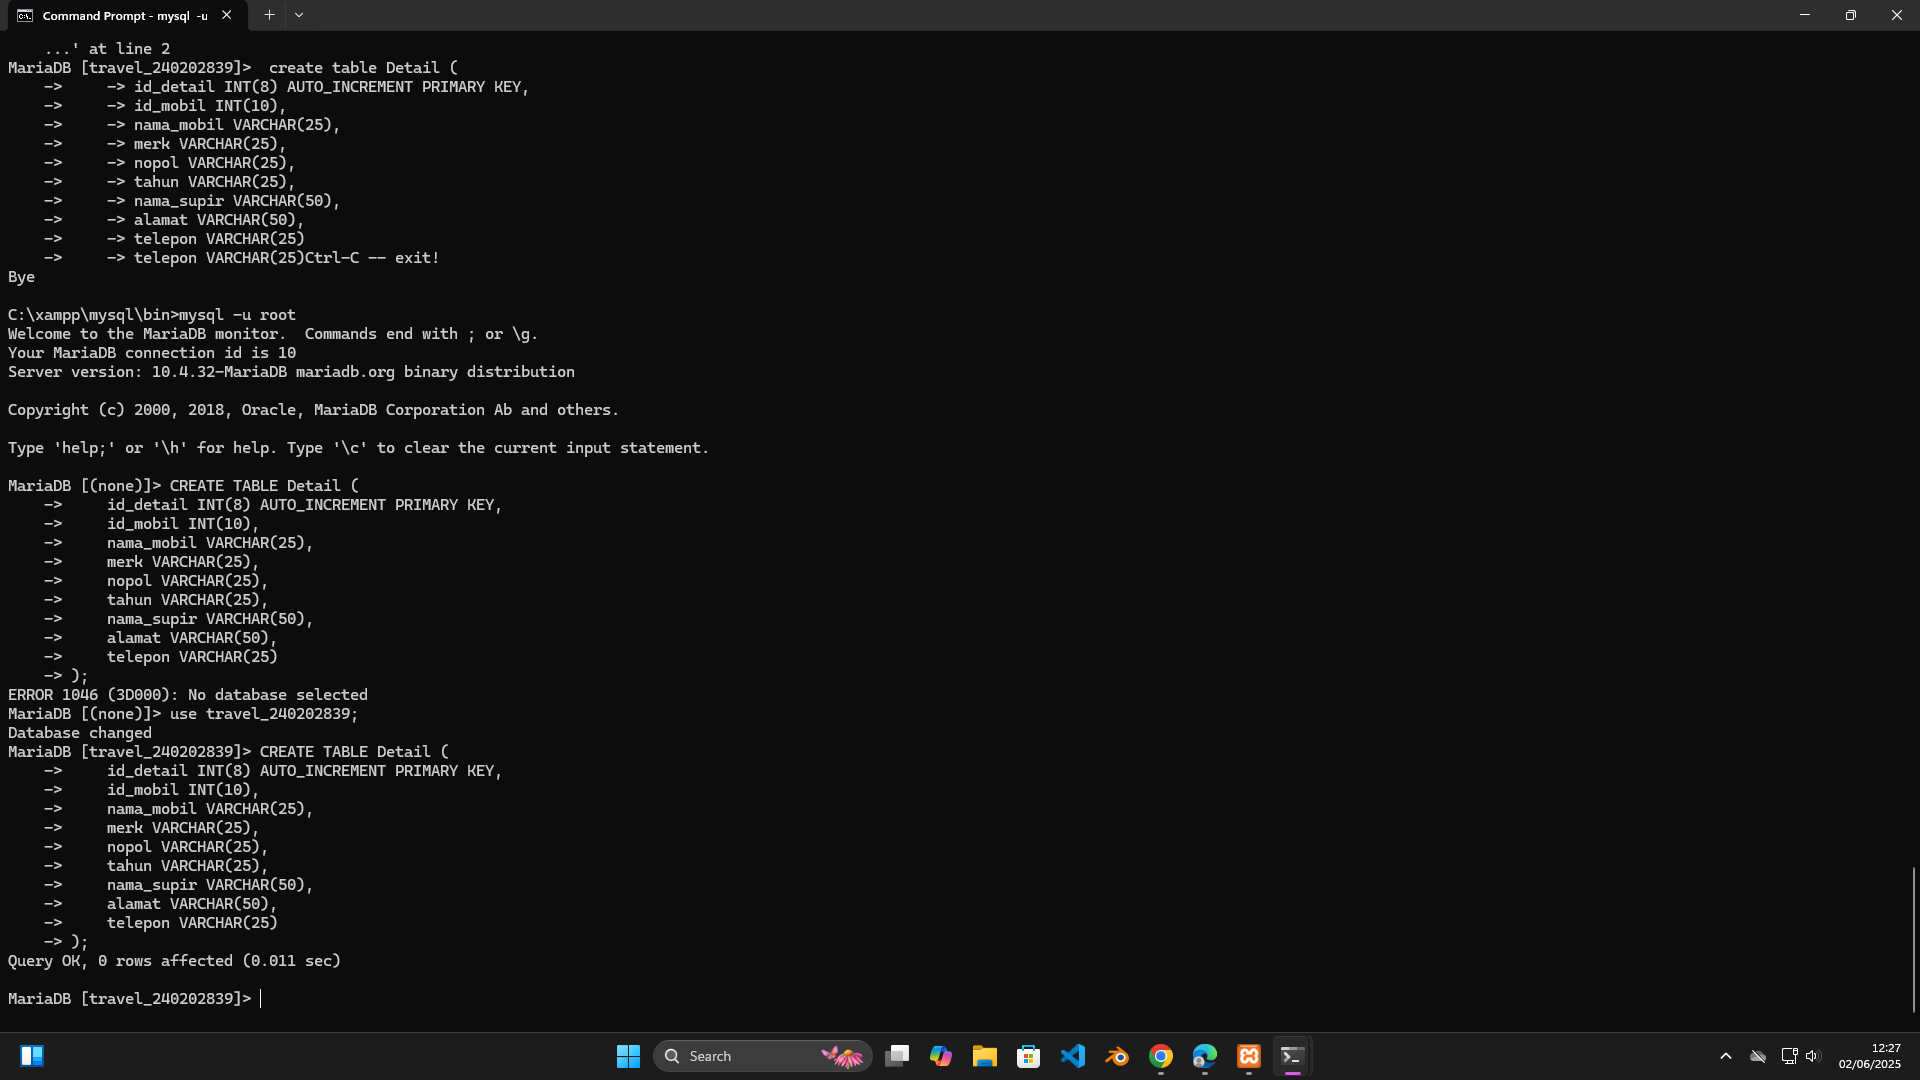 Command Prompt - mysql  -u
    ...' at line 2
MariaDB [travel_240202839]>  create table Detail (
    ->     -> id_detail INT(8) AUTO_INCREMENT PRIMARY KEY,
    ->     -> id_mobil INT(10),
    ->     -> nama_mobil VARCHAR(25),
    ->     -> merk VARCHAR(25),
    ->     -> nopol VARCHAR(25),
    ->     -> tahun VARCHAR(25),
    ->     -> nama_supir VARCHAR(50),
    ->     -> alamat VARCHAR(50),
    ->     -> telepon VARCHAR(25)
    ->     -> telepon VARCHAR(25)Ctrl-C -- exit!
Bye
C:\xampp\mysql\bin>mysql -u root
Welcome to the MariaDB monitor.  Commands end with ; or \g.
Your MariaDB connection id is 10
Server version: 10.4.32-MariaDB mariadb.org binary distribution
Copyright (c) 2000, 2018, Oracle, MariaDB Corporation Ab and others.
Type 'help;' or '\h' for help. Type '\c' to clear the current input statement.
MariaDB [(none)]> CREATE TABLE Detail (
    ->     id_detail INT(8) AUTO_INCREMENT PRIMARY KEY,
    ->     id_mobil INT(10),
    ->     nama_mobil VARCHAR(25),
    ->     merk VARCHAR(25),
    ->     nopol VARCHAR(25),
    ->     tahun VARCHAR(25),
    ->     nama_supir VARCHAR(50),
    ->     alamat VARCHAR(50),
    ->     telepon VARCHAR(25)
    -> );
ERROR 1046 (3D000): No database selected
MariaDB [(none)]> use travel_240202839;
Database changed
MariaDB [travel_240202839]> CREATE TABLE Detail (
    ->     id_detail INT(8) AUTO_INCREMENT PRIMARY KEY,
    ->     id_mobil INT(10),
    ->     nama_mobil VARCHAR(25),
    ->     merk VARCHAR(25),
    ->     nopol VARCHAR(25),
    ->     tahun VARCHAR(25),
    ->     nama_supir VARCHAR(50),
    ->     alamat VARCHAR(50),
    ->     telepon VARCHAR(25)
    -> );
Query OK, 0 rows affected (0.011 sec)
MariaDB [travel_240202839]>
Search
12:27
02/06/2025